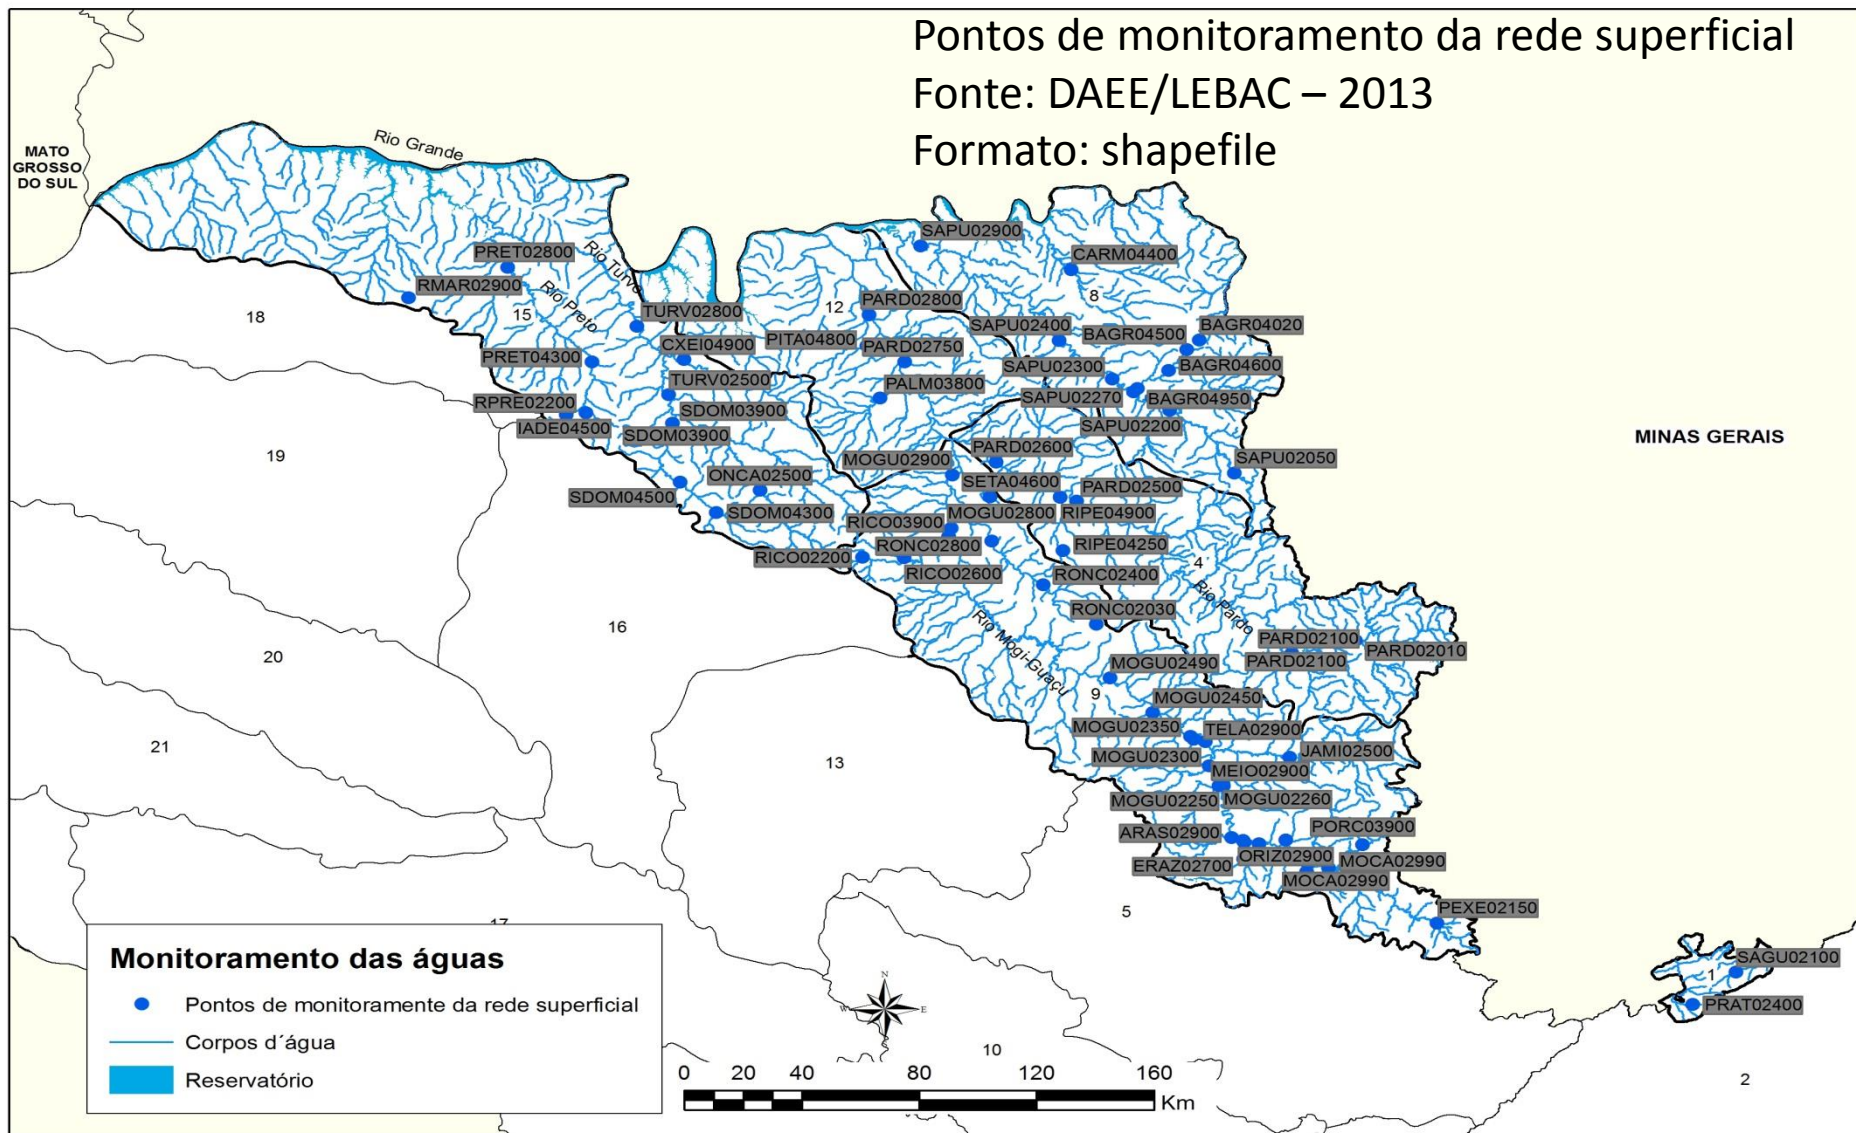 Pontos de monitoramento da rede superficial
Fonte: DAEE/LEBAC – 2013
Formato: shapefile
MATO
GROSSO
DO SUL
Rio Grande
SAPU02900
PRET02800
Rio Turvo
CARM04400
RMAR02900
Rio Preto
8
12
PARD02800
15
18
TURV02800
SAPU02400
BAGR04500
BAGR04020
PITA04800
CXEI04900
PARD02750
PRET04300
SAPU02300
BAGR04600
TURV02500
PALM03800
SAPU02270
BAGR04950
RPRE02200
SDOM03900
IADE04500
SDOM03900
SAPU02200
MINAS GERAIS
19
PARD02600
MOGU02900
SAPU02050
ONCA02500
SETA04600
PARD02500
SDOM04500
SDOM04300
RICO03900
MOGU02800
RIPE04900
RONC02800
RIPE04250
RICO02200
4
RICO02600
RONC02400
Rio Pardo
RONC02030
16
Rio Mogi-Guaçu
PARD02100
PARD02010
20
PARD02100
MOGU02490
9
MOGU02450
MOGU02350
TELA02900
21
13
MOGU02300
JAMI02500
MEIO02900
MOGU02250
MOGU02260
ARAS02900
PORC03900
ORIZ02900
MOCA02990
ERAZ02700
MOCA02990
5
PEXE02150
17
SAGU02100
1
PRAT02400
Monitoramento das águas
Pontos de monitoramente da rede superficial
Corpos d´água
Reservatório
N
W
E
S
10
2
0 20 40 80 120 160
Km